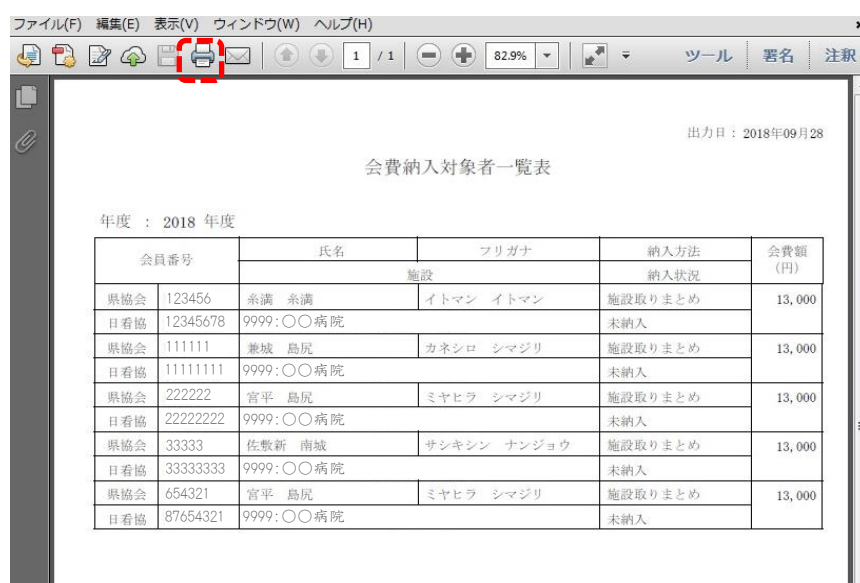 ファイル(F) 編集(E) 表示(V) ウィンドウ(W) ヘルプ(H)
1 / 1 82.9% ツール 署名 注釈
出力日： 2018年09月28
会費納入対象者一覧表
年度 ： 2018 年度
会員番号 氏名 フリガナ 納入方法 会費額
施設 納入状況 (円)
県協会 123456 糸満 糸満 イトマン イトマン 施設取りまとめ 13,000
日看協 12345678 9999:〇〇病院 未納入
県協会 111111 兼城 島尻 カネシロ シマジリ 施設取りまとめ 13,000
日看協 11111111 9999:〇〇病院 未納入
県協会 222222 宮平 島尻 ミヤヒラ シマジリ 施設取りまとめ 13,000
日看協 22222222 9999:〇〇病院 未納入
県協会 33333 佐敷新 南城 サシキシン ナンジョウ 施設取りまとめ 13,000
日看協 33333333 9999:〇〇病院 未納入
県協会 654321 宮平 島尻 ミヤヒラ シマジリ 施設取りまとめ 13,000
日看協 87654321 9999:〇〇病院 未納入